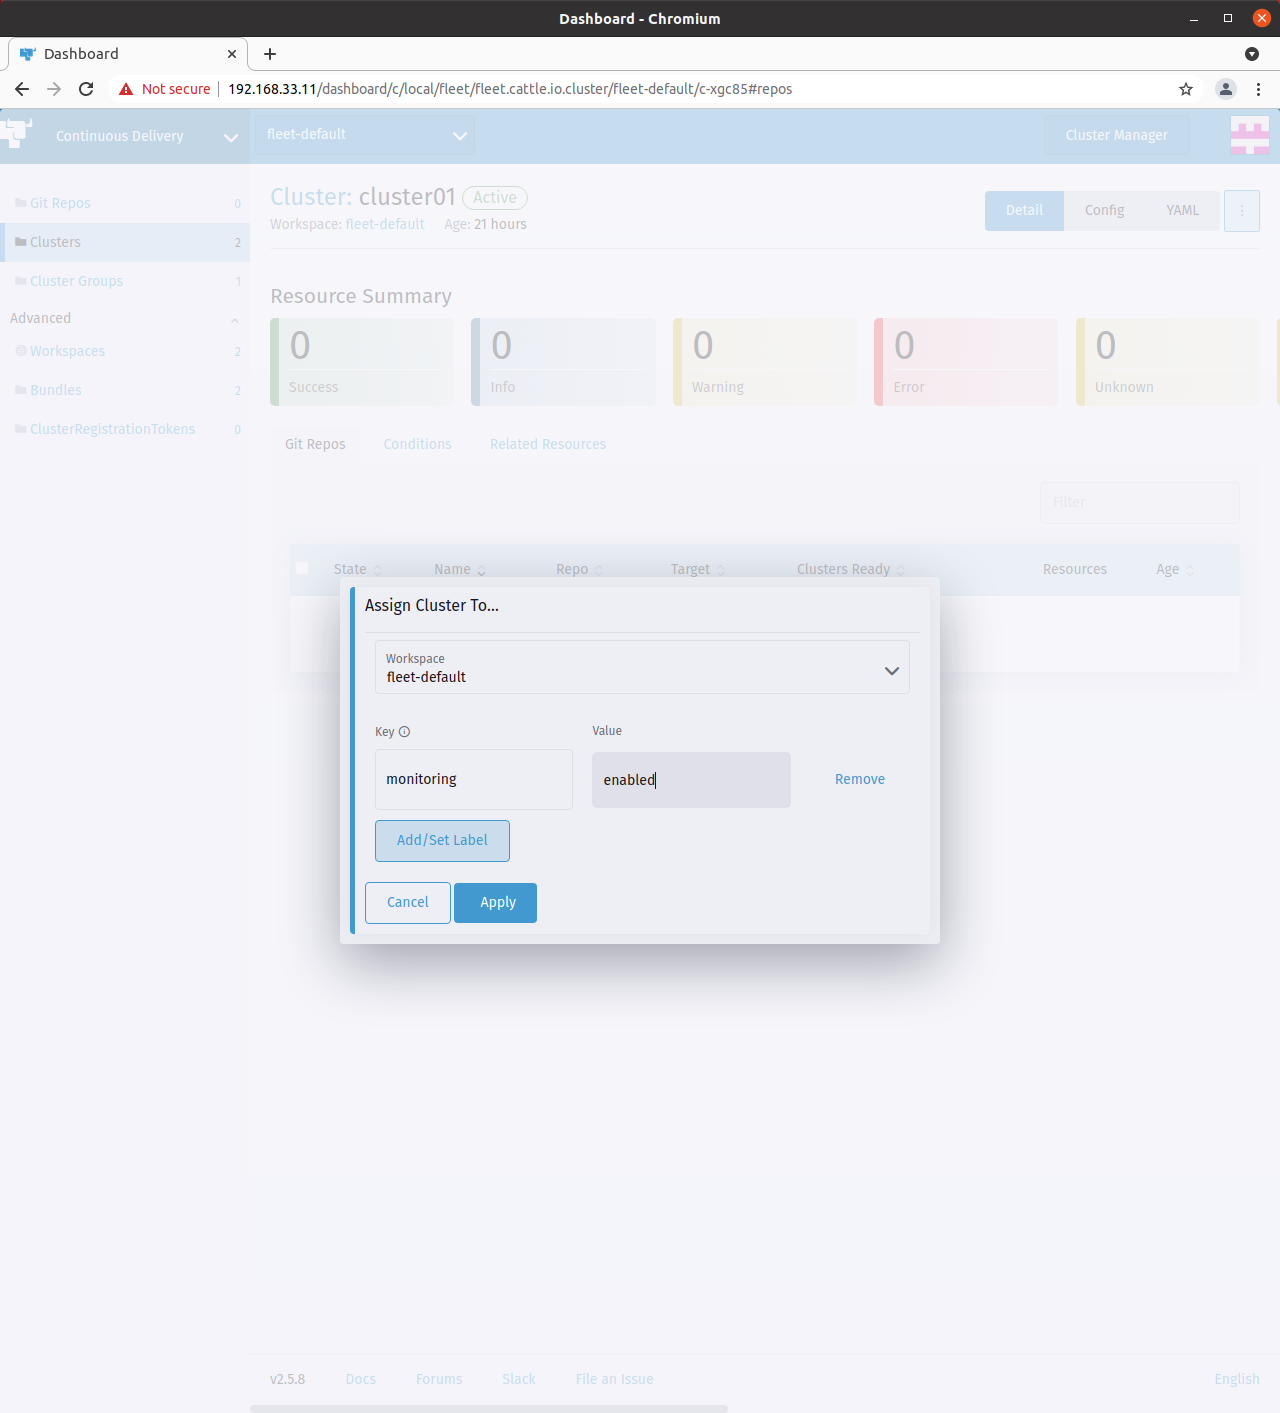 Dashboard - Chromium
Dashboard
Not secure | 192.168.33.11/dashboard/c/local/fleet/fleet.cattle.io.cluster/fleet-default/c-xgc85#repos
Continuous Delivery
fleet-default
Cluster Manager
Git Repos 0
Clusters 2
Cluster Groups 1
Advanced
Workspaces 2
Bundles 2
ClusterRegistrationTokens 0
Cluster: cluster01 Active
Workspace: fleet-default Age: 21 hours
Detail Config YAML
Resource Summary
0 0 0 0 0
Success Info Warning Error Unknown
Git Repos Conditions Related Resources
Filter
State Name Repo Target Clusters Ready Resources Age
Assign Cluster To...
Workspace
fleet-default
Key Value
monitoring enabled Remove
Add/Set Label
Cancel Apply
v2.5.8 Docs Forums Slack File an Issue English